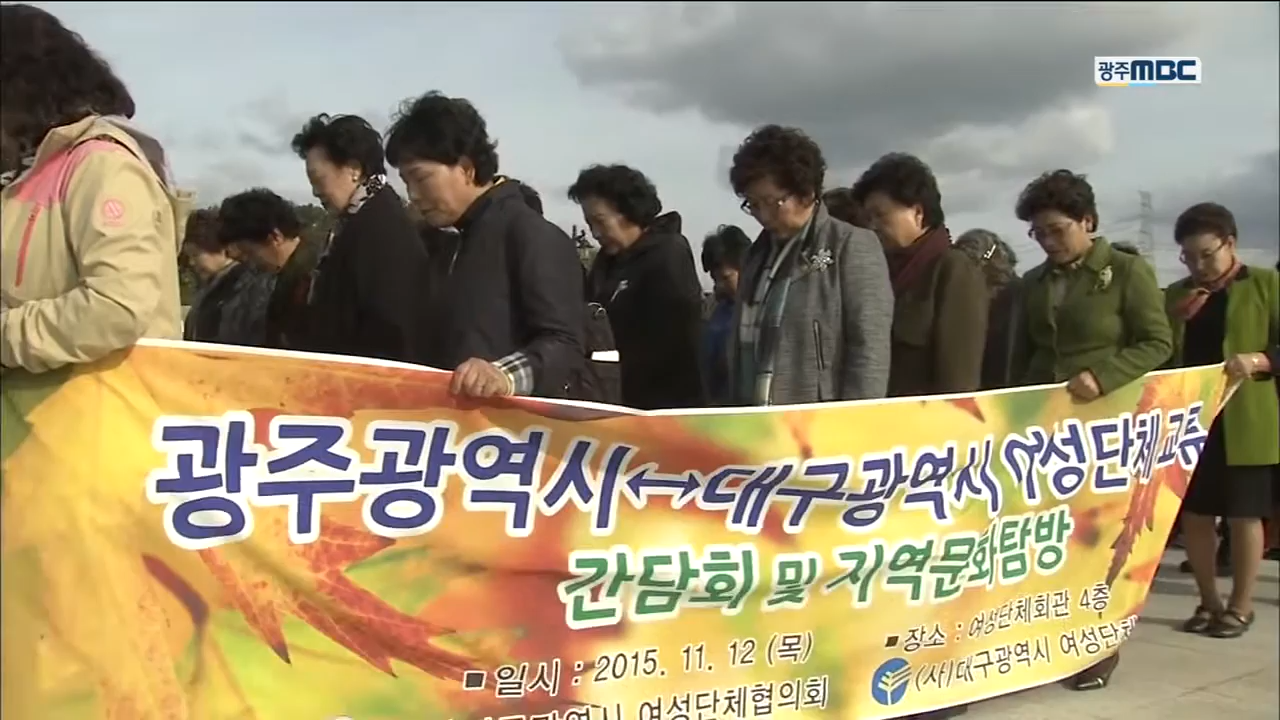 광주MBC
광주광역시↔대구광역시 여성단체교류
간담회 및 지역문화탐방
■ 일시 : 2015. 11. 12 (목)
■ 장소 : 여성단체회관 4층
여성단체협의회
(사)대구광역시 여성단체